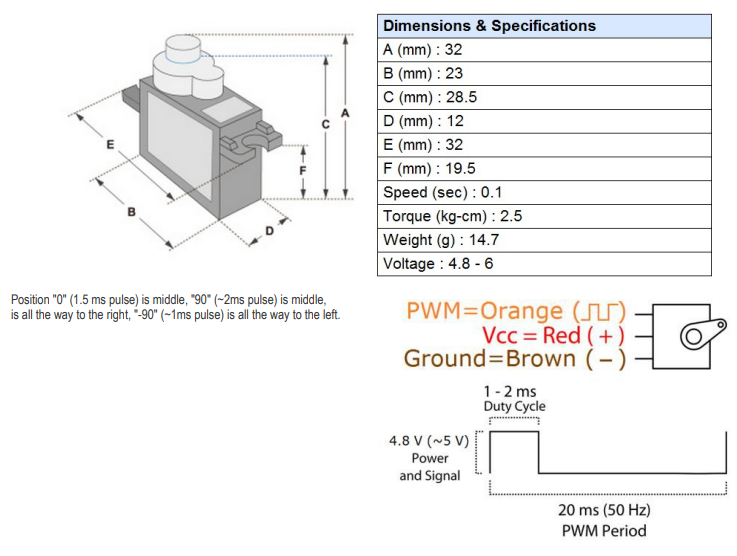 A
C
E
F
B
D
Dimensions & Specifications
A (mm) : 32
B (mm) : 23
C (mm) : 28.5
D (mm) : 12
E (mm) : 32
F (mm) : 19.5
Speed (sec) : 0.1
Torque (kg-cm) : 2.5
Weight (g) : 14.7
Voltage : 4.8 - 6
Position "0" (1.5 ms pulse) is middle, "90" (~2ms pulse) is middle,
is all the way to the right, "-90" (~1ms pulse) is all the way to the left.
PWM=Orange (⎍⎍)
Vcc = Red ( + )
Ground=Brown ( − )
1 - 2 ms
Duty Cycle
4.8 V (~5 V)
Power
and Signal
20 ms (50 Hz)
PWM Period